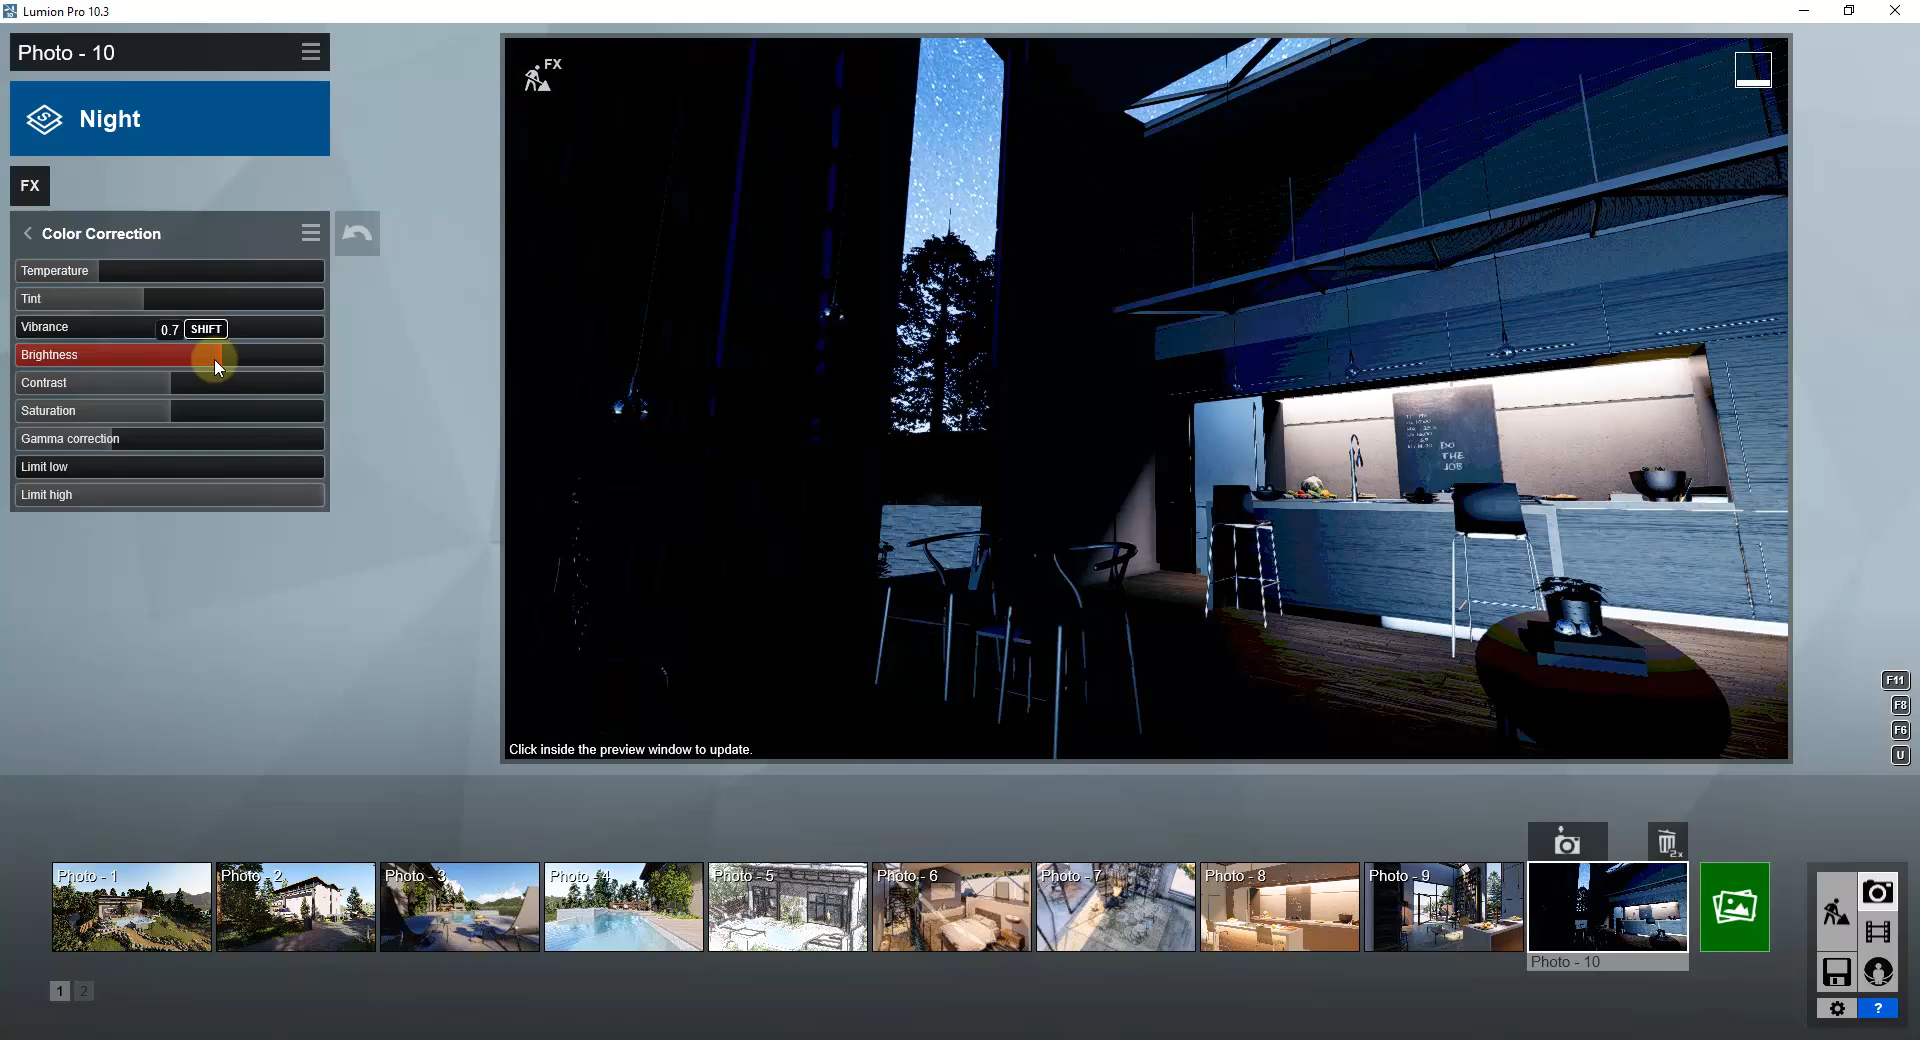 Lumion Pro 10.3
Photo - 10
Night
FX
Color Correction
Temperature
Tint
Vibrance
0.7 SHIFT
Brightness
Contrast
Saturation
Gamma correction
Limit low
Limit high
FX
DO
THE
JOB
Click inside the preview window to update.
F11
F8
F6
U
2x
Photo - 1
Photo - 2
Photo - 3
Photo - 4
Photo - 5
Photo - 6
Photo - 7
Photo - 8
Photo - 9
Photo - 10
1 2
?